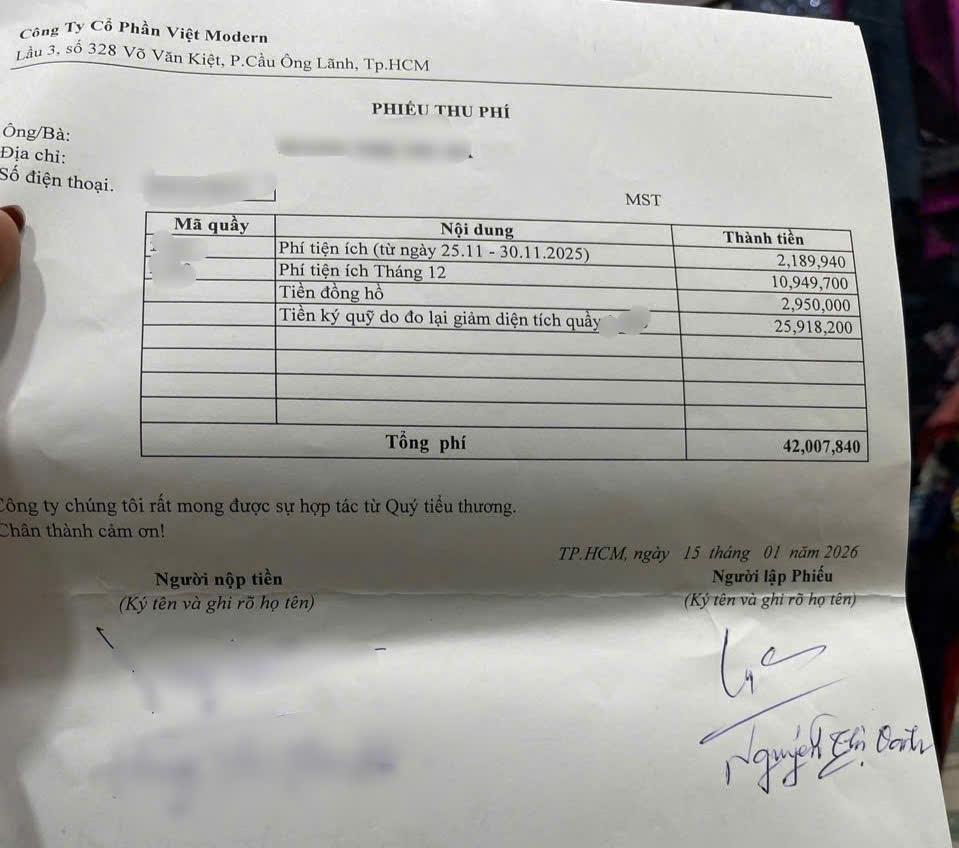 Công Ty Cổ Phần Việt Modern
Lầu 3, số 328 Võ Văn Kiệt, P.Cầu Ông Lãnh, Tp.HCM
PHIẾU THU PHÍ
Ông/Bà:
Địa chỉ:
Số điện thoại.
MST
Mã quầy Nội dung Thành tiền
Phí tiện ích (từ ngày 25.11 - 30.11.2025) 2,189,940
Phí tiện ích Tháng 12 10,949,700
Tiền đồng hồ 2,950,000
Tiền ký quỹ do đo lại giảm diện tích quầy 25,918,200
Tổng phí 42,007,840
Công ty chúng tôi rất mong được sự hợp tác từ Quý tiểu thương.
Chân thành cảm ơn!
TP.HCM, ngày 15 tháng 01 năm 2026
Người nộp tiền Người lập Phiếu
(Ký tên và ghi rõ họ tên) (Ký tên và ghi rõ họ tên)
Nguyễn Thị Oanh